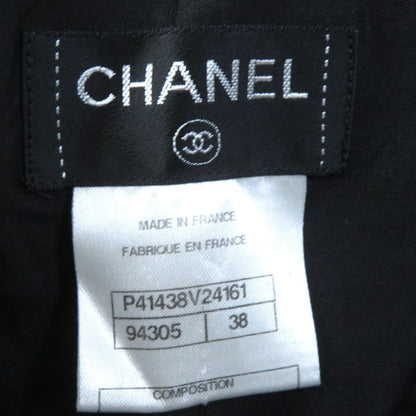 CHANEL
MADE IN FRANCE
FABRIQUE EN FRANCE
P41438V24161
94305 38
COMPOSITION